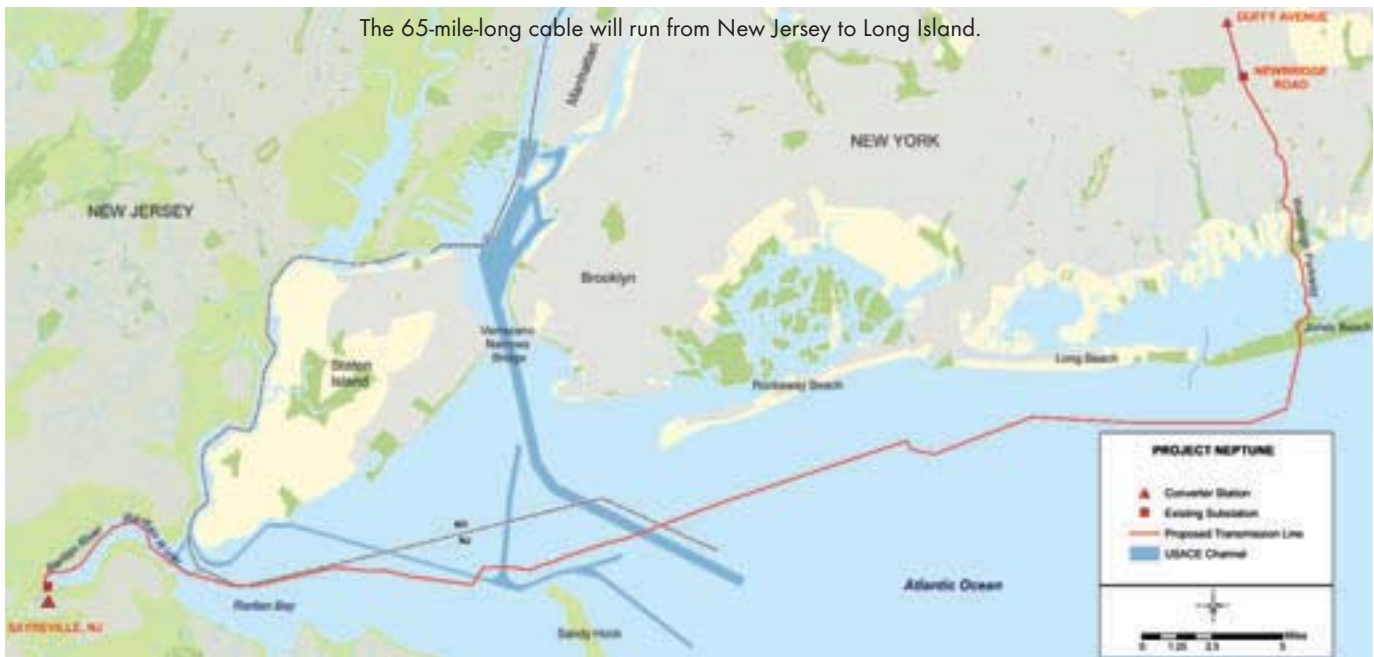 The 65-mile-long cable will run from New Jersey to Long Island.
DUFFY AVENUE
NEWBRIDGE
ROAD
Manhattan
NEW YORK
NEW JERSEY
Brooklyn
Verrazano
Narrows
Bridge
Staten
Island
Rockaway Beach
Long Beach
Jones Beach
Raritan River
NY
NJ
Raritan Bay
SAYREVILLE, NJ
Sandy Hook
Atlantic Ocean
PROJECT NEPTUNE
Converter Station
Existing Substation
Proposed Transmission Line
USACE Channel
Miles
0 1.25 2.5 5